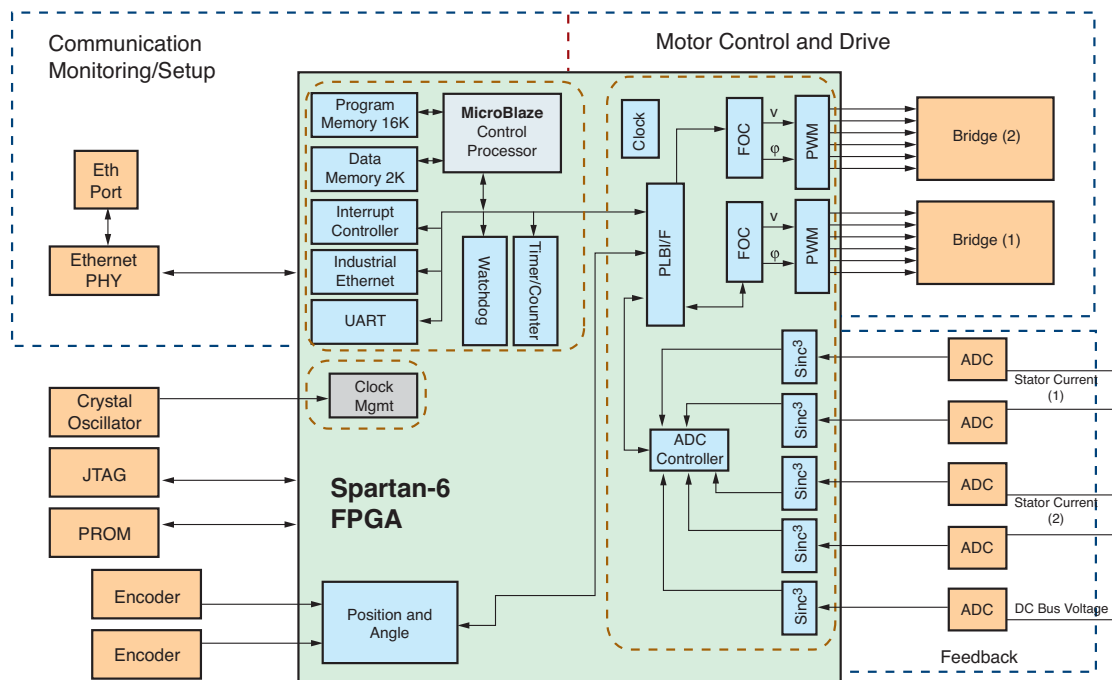 Communication
Monitoring/Setup
Motor Control and Drive
Program
Memory 16K
MicroBlaze
Control
Processor
Data
Memory 2K
Interrupt
Controller
Industrial
Ethernet
UART
Watchdog
Timer/Counter
Eth
Port
Ethernet
PHY
Clock
PLBI/F
FOC
v
φ
PWM
Bridge (2)
FOC
v
φ
PWM
Bridge (1)
Crystal
Oscillator
Clock
Mgmt
JTAG
PROM
Spartan-6
FPGA
Encoder
Encoder
Position and
Angle
ADC
Controller
Sinc³
Sinc³
Sinc³
Sinc³
Sinc³
ADC
Stator Current
(1)
ADC
ADC
Stator Current
(2)
ADC
ADC
DC Bus Voltage
Feedback